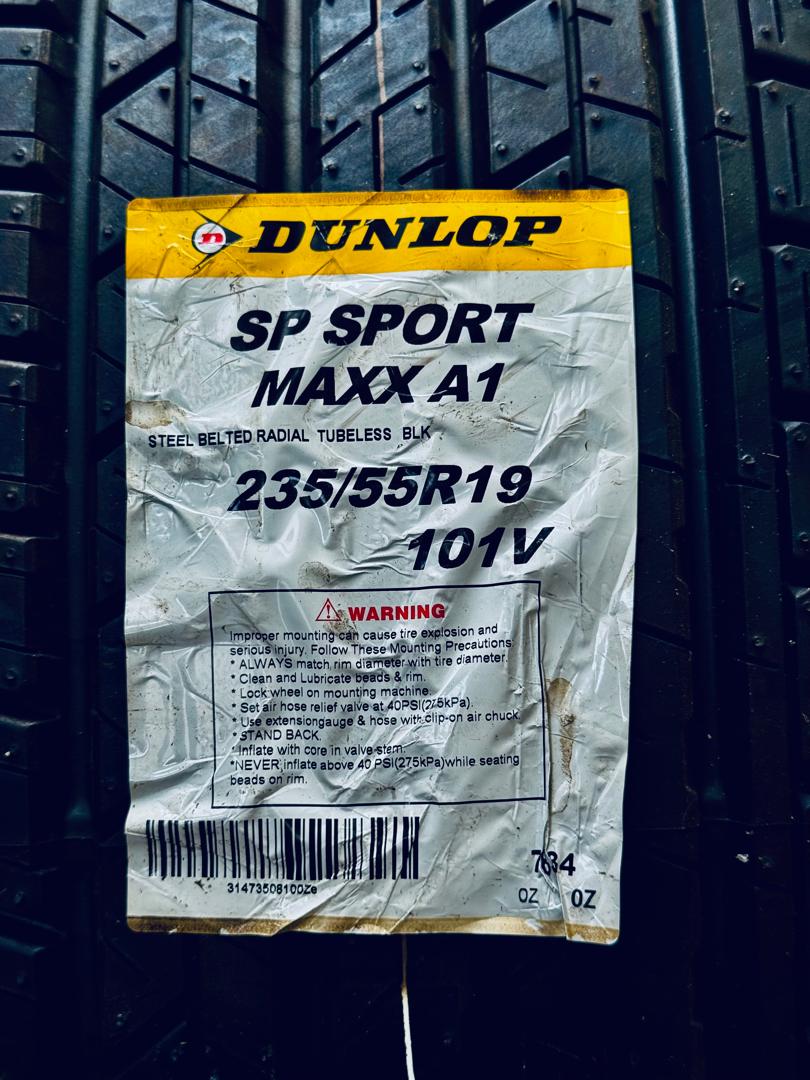 DUNLOP
SP SPORT
MAXX A1
STEEL BELTED RADIAL TUBELESS BLK
235/55R19
101V
WARNING
Improper mounting can cause tire explosion and
serious injury. Follow These Mounting Precautions:
* ALWAYS match rim diameter with tire diameter.
* Clean and Lubricate beads & rim.
* Lock wheel on mounting machine.
* Set air hose relief valve at 40PSI(275kPa).
* Use extensiongauge & hose with clip-on air chuck.
* STAND BACK.
* Inflate with core in valve stem.
*NEVER inflate above 40 PSI(275kPa)while seating
beads on rim.
31473508100Ze
OZ OZ